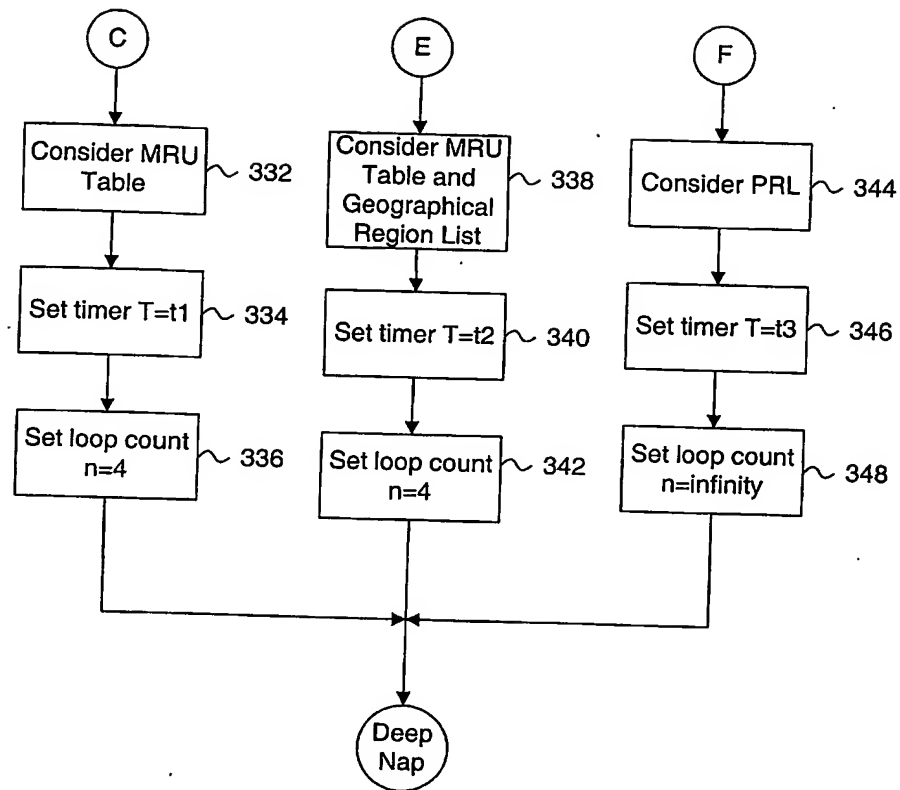 C
E
F
Consider MRU
Table
332
Consider MRU
Table and
Geographical
Region List
338
Consider PRL
344
Set timer T=t1
334
Set timer T=t2
340
Set timer T=t3
346
Set loop count
n=4
336
Set loop count
n=4
342
Set loop count
n=infinity
348
Deep
Nap